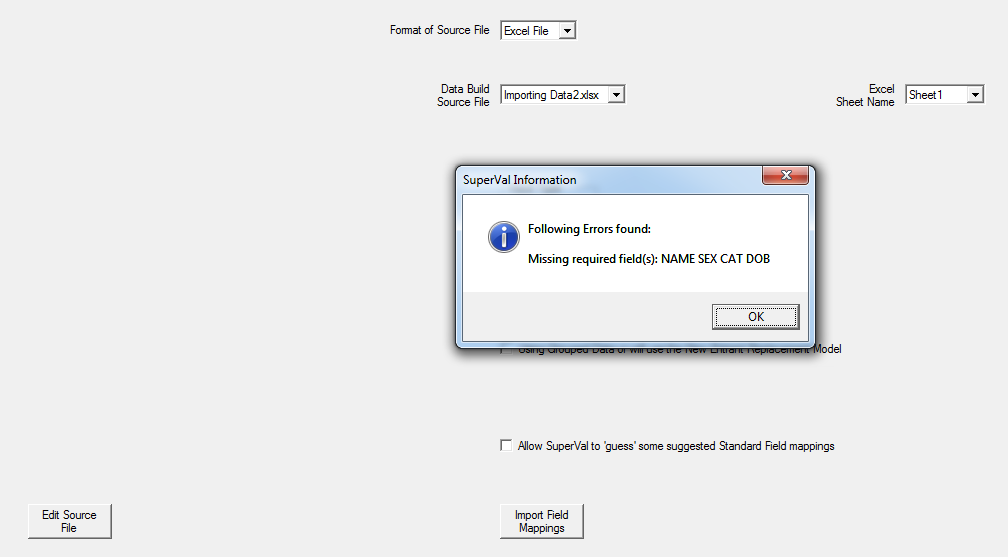 Format of Source File Excel File
Data Build
Source File
Importing Data2.xlsx
Excel
Sheet Name
Sheet1
SuperVal Information
Following Errors found:
Missing required field(s): NAME SEX CAT DOB
OK
Using Grouped Data or will use the New Entrant Replacement Model
Allow SuperVal to 'guess' some suggested Standard Field mappings
Edit Source
File
Import Field
Mappings